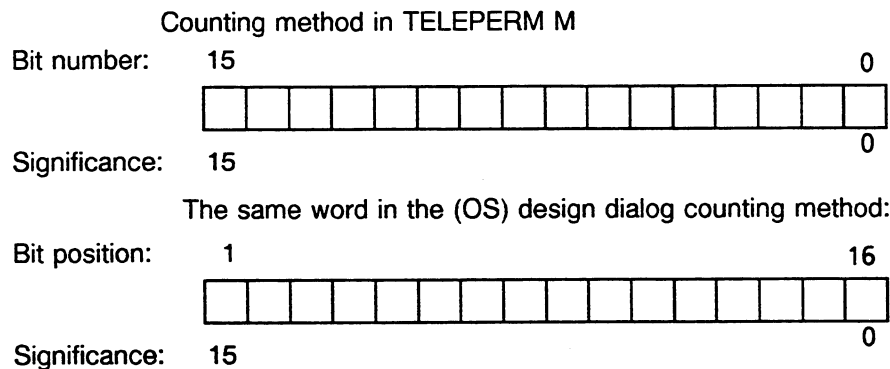 Counting method in TELEPERM M
Bit number: 15 0
Significance: 15 0
The same word in the (OS) design dialog counting method:
Bit position: 1 16
Significance: 15 0